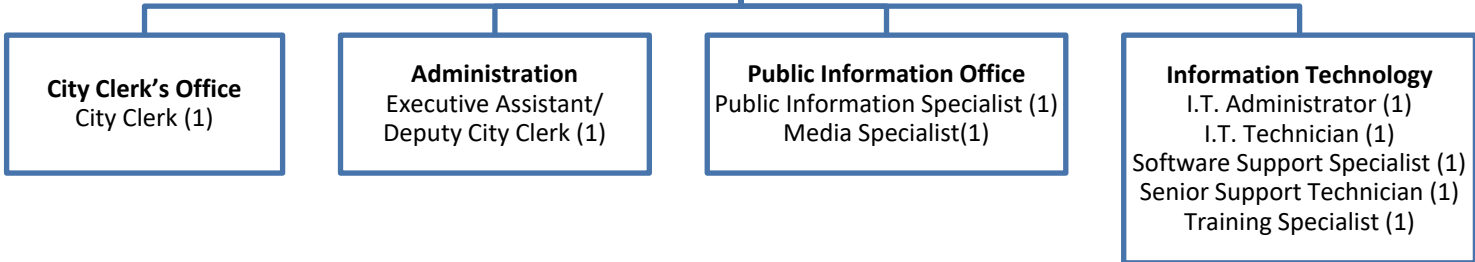 City Clerk's Office
City Clerk (1)
Administration
Executive Assistant/
Deputy City Clerk (1)
Public Information Office
Public Information Specialist (1)
Media Specialist(1)
Information Technology
I.T. Administrator (1)
I.T. Technician (1)
Software Support Specialist (1)
Senior Support Technician (1)
Training Specialist (1)